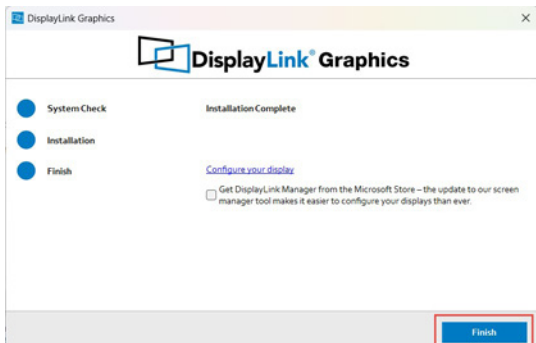 DisplayLink Graphics
DisplayLink® Graphics
System Check
Installation Complete
Installation
Finish
Configure your display
Get DisplayLink Manager from the Microsoft Store – the update to our screen
manager tool makes it easier to configure your displays than ever.
Finish